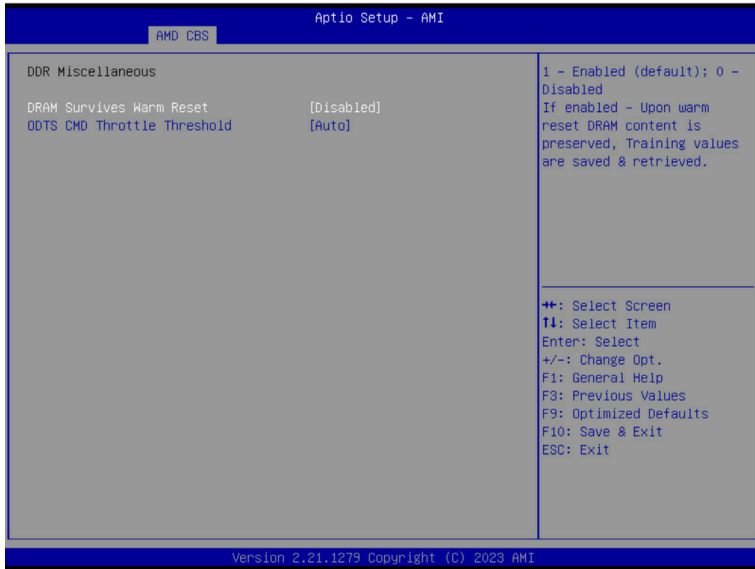 Aptio Setup – AMI
AMD CBS
DDR Miscellaneous
DRAM Survives Warm Reset [Disabled]
ODTS CMD Throttle Threshold [Auto]
1 – Enabled (default); 0 –
Disabled
If enabled – Upon warm
reset DRAM content is
preserved, Training values
are saved & retrieved.
→←: Select Screen
↑↓: Select Item
Enter: Select
+/–: Change Opt.
F1: General Help
F3: Previous Values
F9: Optimized Defaults
F10: Save & Exit
ESC: Exit
Version 2.21.1279 Copyright (C) 2023 AMI